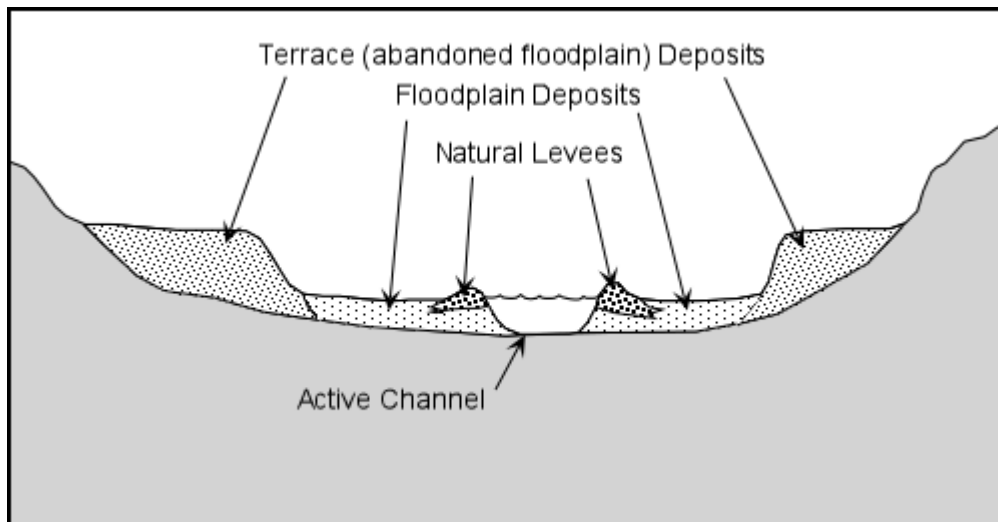 Terrace (abandoned floodplain) Deposits
Floodplain Deposits
Natural Levees
Active Channel